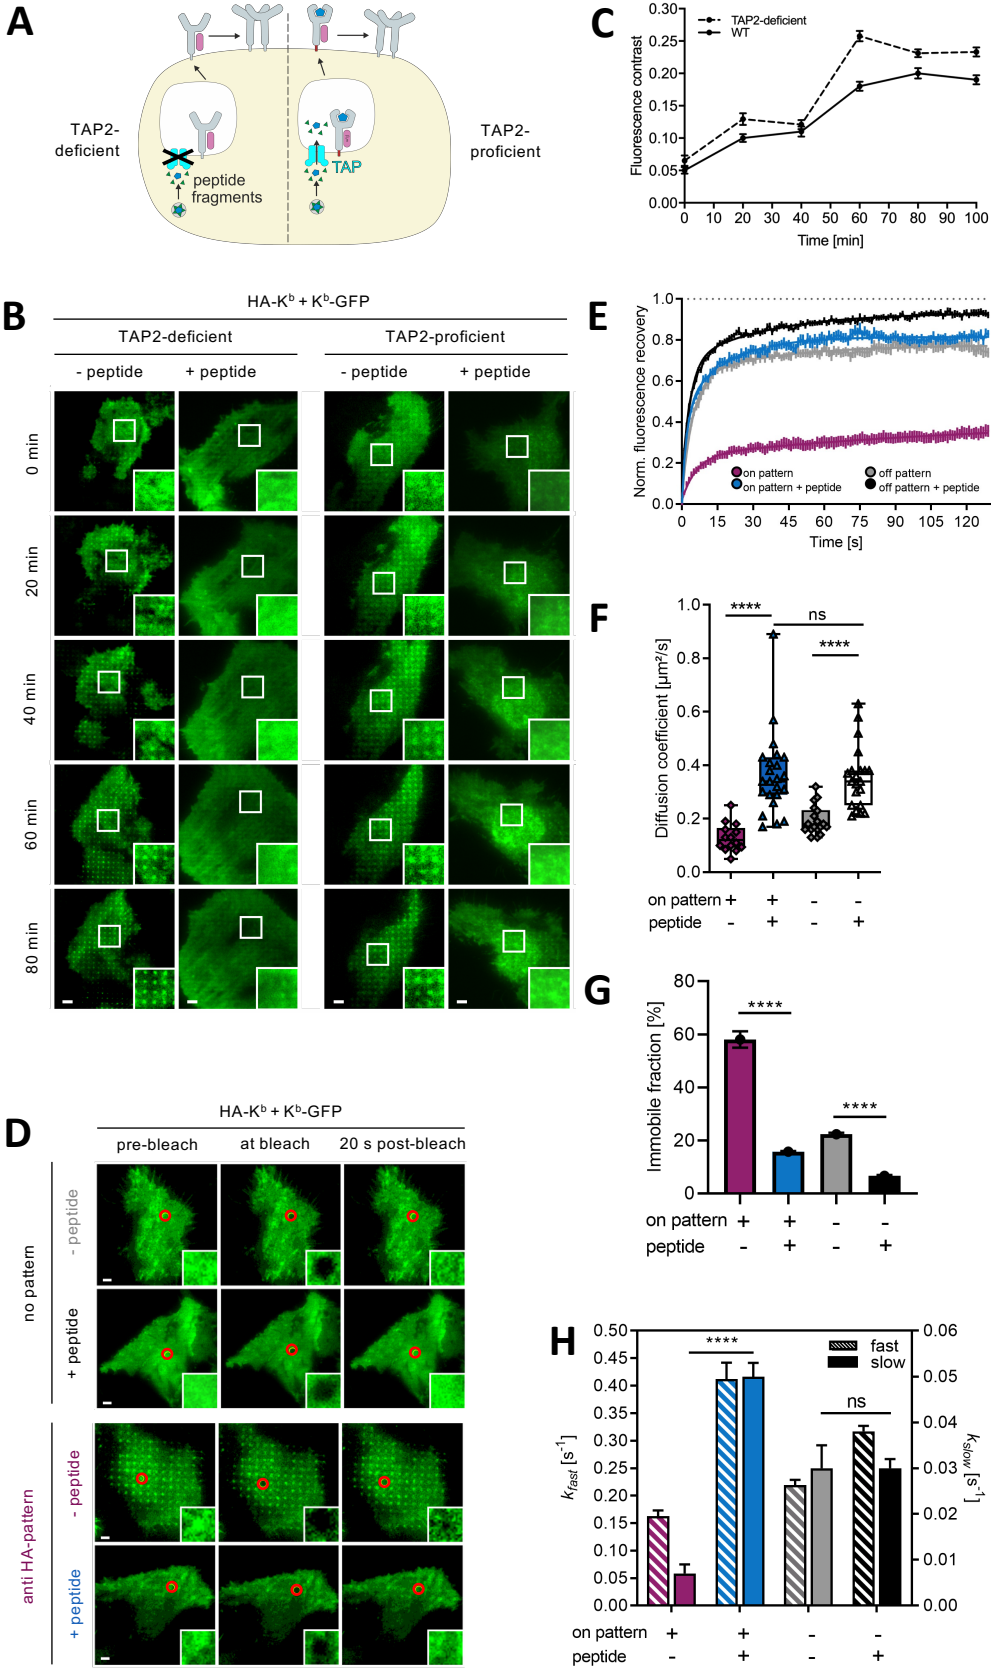 A
TAP2-
deficient
TAP2-
proficient
TAP
peptide
fragments
C
Fluorescence contrast
0.30
0.25
0.20
0.15
0.10
0.05
0.00
TAP2-deficient
WT
0 10 20 30 40 50 60 70 80 90 100
Time [min]
B
HA-Kᵇ + Kᵇ-GFP
TAP2-deficient
TAP2-proficient
- peptide + peptide - peptide + peptide
0 min
20 min
40 min
60 min
80 min
E
Norm. fluorescence recovery
1.0
0.8
0.6
0.4
0.2
0.0
on pattern
off pattern
on pattern + peptide
off pattern + peptide
0 15 30 45 60 75 90 105 120
Time [s]
F
Diffusion coefficient [µm²/s]
1.0
0.8
0.6
0.4
0.2
0.0
**** ns
****
on pattern + + - -
peptide - + - +
G
Immobile fraction [%]
80
60
40
20
0
****
****
on pattern + + - -
peptide - + - +
D
HA-Kᵇ + Kᵇ-GFP
pre-bleach at bleach 20 s post-bleach
no pattern
- peptide
+ peptide
anti HA-pattern
- peptide
+ peptide
H
k_fast [s⁻¹]
0.50
0.45
0.40
0.35
0.30
0.25
0.20
0.15
0.10
0.05
0.00
****
ns
fast
slow
0.06
0.05
0.04
0.03
0.02
0.01
0.00
k_slow [s⁻¹]
on pattern + + - -
peptide - + - +